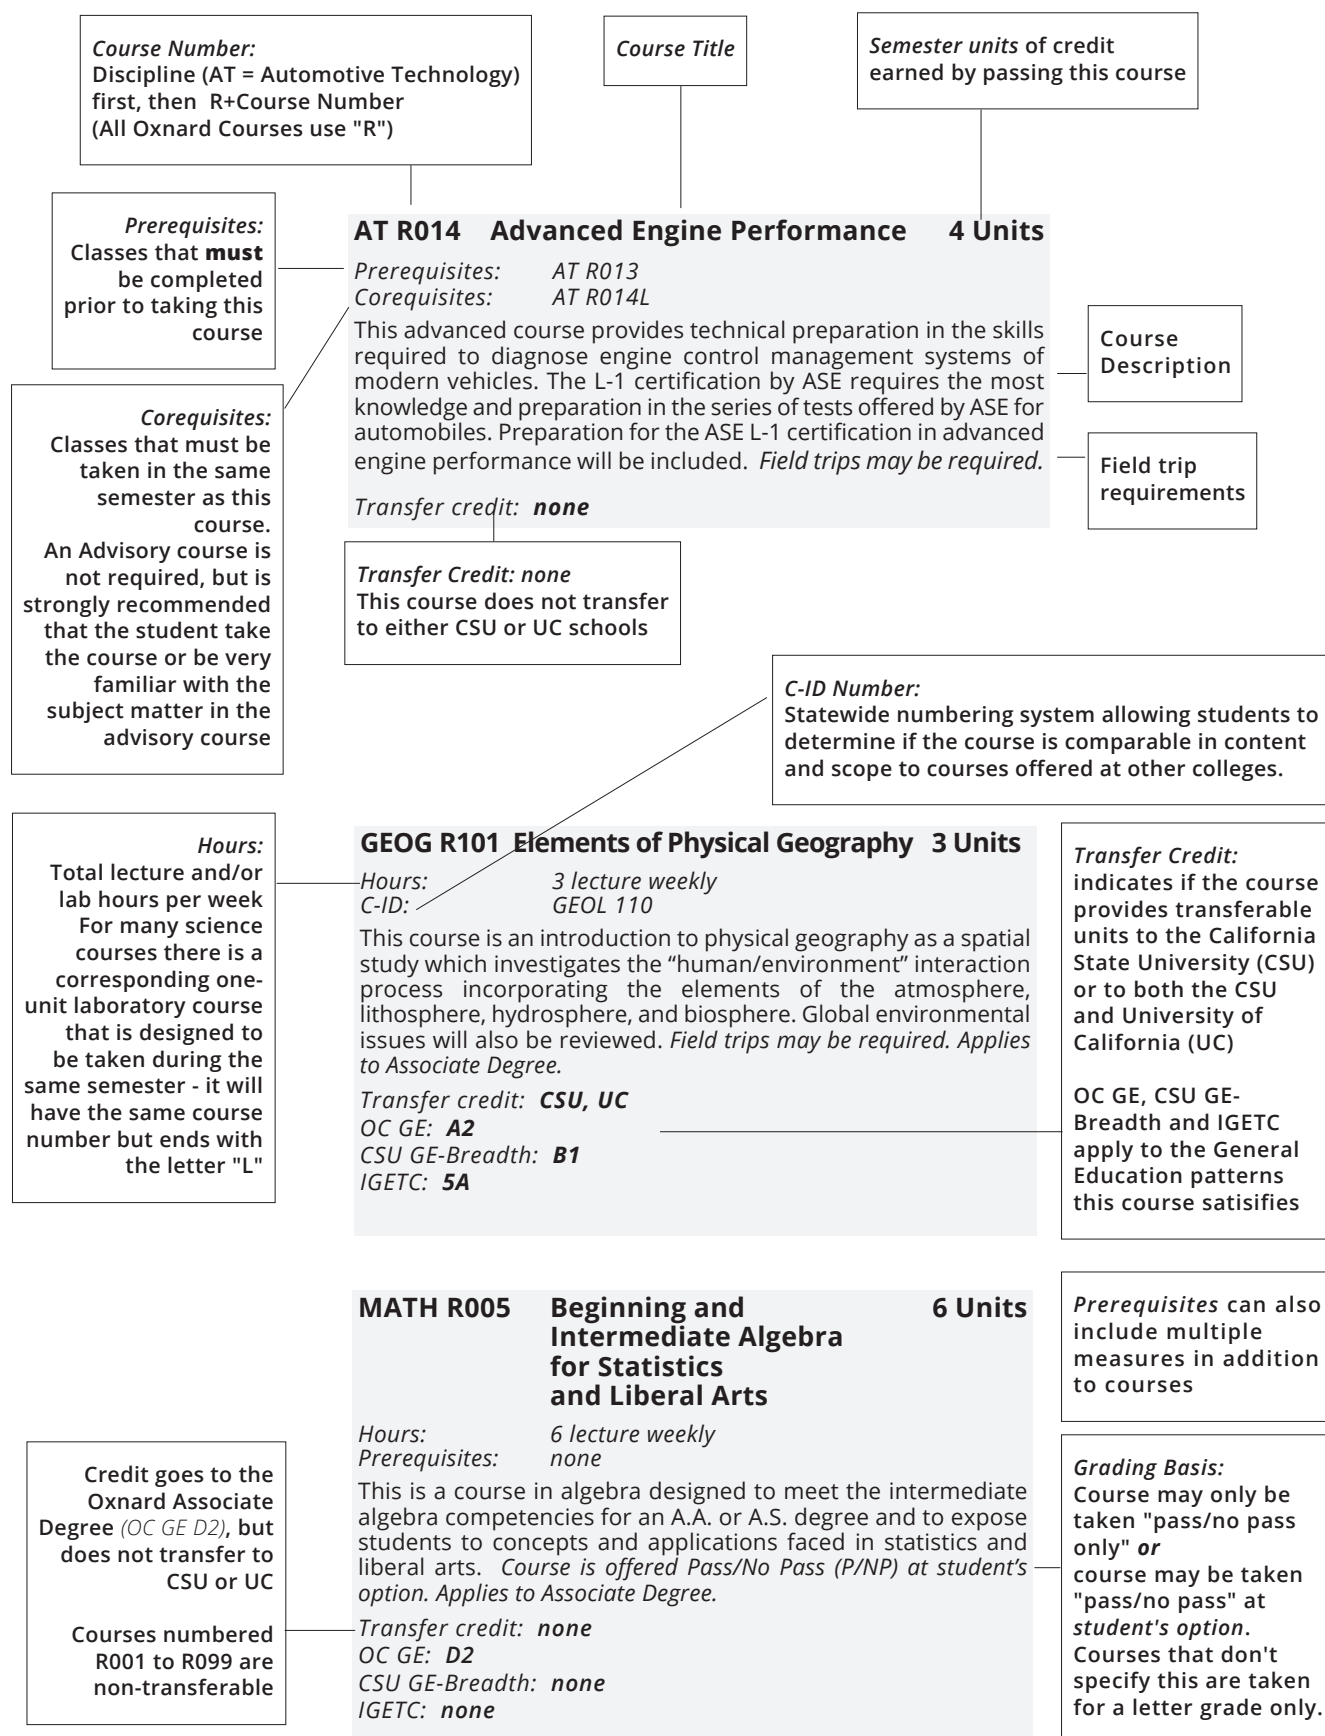 Course Number:
Discipline (AT = Automotive Technology)
first, then R+Course Number
(All Oxnard Courses use "R")
Course Title
Semester units of credit
earned by passing this course
Prerequisites:
Classes that must
be completed
prior to taking this
course
AT R014 Advanced Engine Performance 4 Units
Prerequisites: AT R013
Corequisites: AT R014L
This advanced course provides technical preparation in the skills
required to diagnose engine control management systems of
modern vehicles. The L-1 certification by ASE requires the most
knowledge and preparation in the series of tests offered by ASE for
automobiles. Preparation for the ASE L-1 certification in advanced
engine performance will be included. Field trips may be required.
Transfer credit: none
Course
Description
Field trip
requirements
Corequisites:
Classes that must be
taken in the same
semester as this
course.
An Advisory course is
not required, but is
strongly recommended
that the student take
the course or be very
familiar with the
subject matter in the
advisory course
Transfer Credit: none
This course does not transfer
to either CSU or UC schools
C-ID Number:
Statewide numbering system allowing students to
determine if the course is comparable in content
and scope to courses offered at other colleges.
Hours:
Total lecture and/or
lab hours per week
For many science
courses there is a
corresponding one-
unit laboratory course
that is designed to
be taken during the
same semester - it will
have the same course
number but ends with
the letter "L"
GEOG R101 Elements of Physical Geography 3 Units
Hours: 3 lecture weekly
C-ID: GEOL 110
This course is an introduction to physical geography as a spatial
study which investigates the “human/environment” interaction
process incorporating the elements of the atmosphere,
lithosphere, hydrosphere, and biosphere. Global environmental
issues will also be reviewed. Field trips may be required. Applies
to Associate Degree.
Transfer credit: CSU, UC
OC GE: A2
CSU GE-Breadth: B1
IGETC: 5A
Transfer Credit:
indicates if the course
provides transferable
units to the California
State University (CSU)
or to both the CSU
and University of
California (UC)
OC GE, CSU GE-
Breadth and IGETC
apply to the General
Education patterns
this course satisifies
MATH R005 Beginning and 6 Units
Intermediate Algebra
for Statistics
and Liberal Arts
Hours: 6 lecture weekly
Prerequisites: none
This is a course in algebra designed to meet the intermediate
algebra competencies for an A.A. or A.S. degree and to expose
students to concepts and applications faced in statistics and
liberal arts. Course is offered Pass/No Pass (P/NP) at student’s
option. Applies to Associate Degree.
Transfer credit: none
OC GE: D2
CSU GE-Breadth: none
IGETC: none
Prerequisites can also
include multiple
measures in addition
to courses
Credit goes to the
Oxnard Associate
Degree (OC GE D2), but
does not transfer to
CSU or UC
Courses numbered
R001 to R099 are
non-transferable
Grading Basis:
Course may only be
taken "pass/no pass
only" or
course may be taken
"pass/no pass" at
student's option.
Courses that don't
specify this are taken
for a letter grade only.